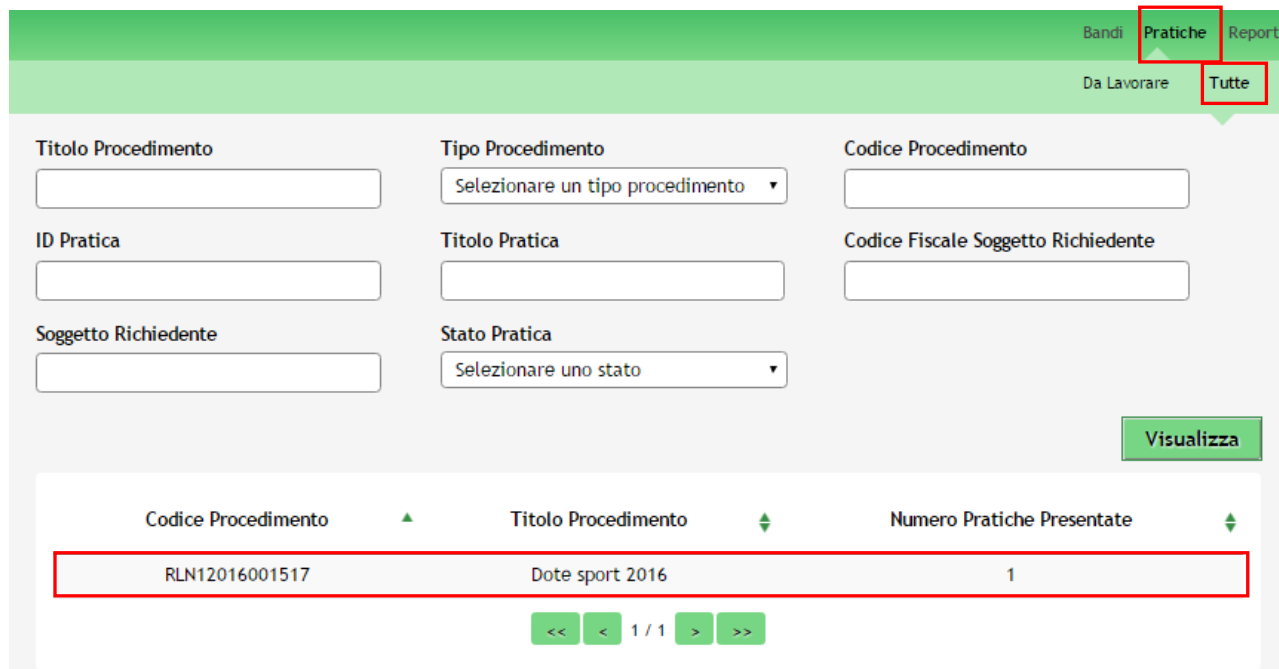 Bandi Pratiche Report
Da Lavorare Tutte
Titolo Procedimento Tipo Procedimento Codice Procedimento
Selezionare un tipo procedimento
ID Pratica Titolo Pratica Codice Fiscale Soggetto Richiedente
Soggetto Richiedente Stato Pratica
Selezionare uno stato
Visualizza
Codice Procedimento Titolo Procedimento Numero Pratiche Presentate
RLN12016001517 Dote sport 2016 1
<< < 1 / 1 > >>